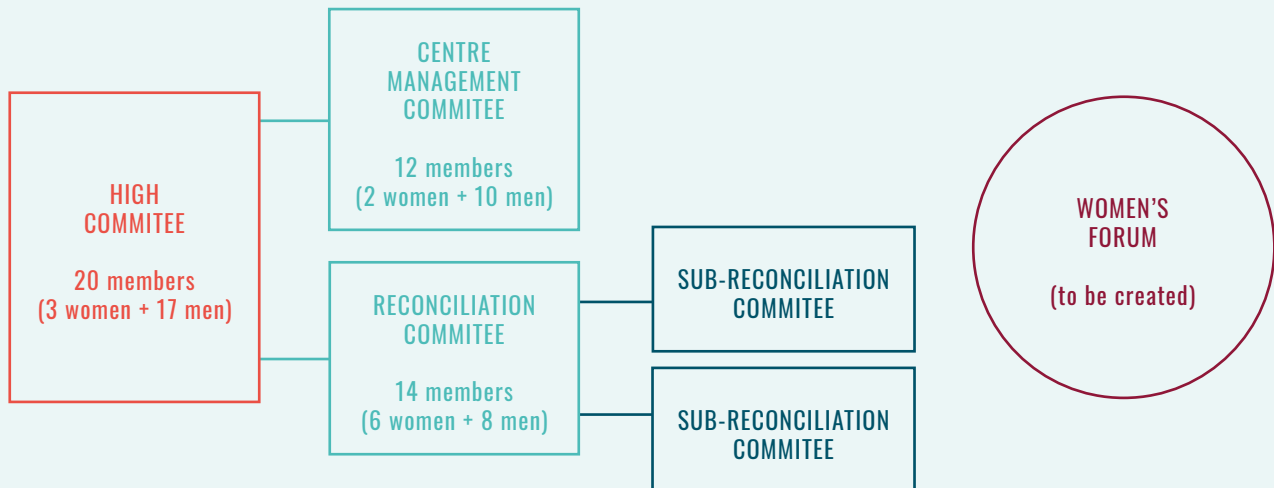 HIGH
COMMITEE
20 members
(3 women + 17 men)
CENTRE
MANAGEMENT
COMMITEE
12 members
(2 women + 10 men)
RECONCILIATION
COMMITEE
14 members
(6 women + 8 men)
SUB-RECONCILIATION
COMMITEE
SUB-RECONCILIATION
COMMITEE
WOMEN'S
FORUM
(to be created)